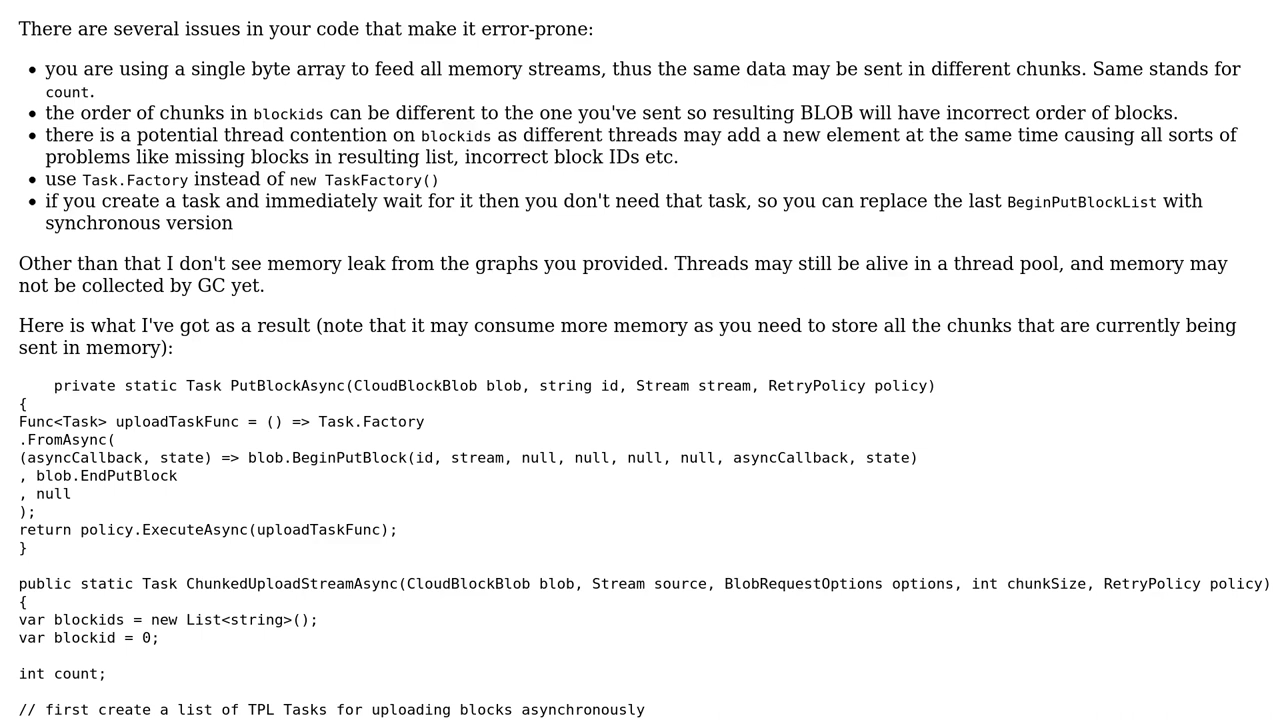 There are several issues in your code that make it error-prone:
you are using a single byte array to feed all memory streams, thus the same data may be sent in different chunks. Same stands for
count.
the order of chunks in blockids can be different to the one you've sent so resulting BLOB will have incorrect order of blocks.
there is a potential thread contention on blockids as different threads may add a new element at the same time causing all sorts of
problems like missing blocks in resulting list, incorrect block IDs etc.
use Task.Factory instead of new TaskFactory()
if you create a task and immediately wait for it then you don't need that task, so you can replace the last BeginPutBlockList with
synchronous version
Other than that I don't see memory leak from the graphs you provided. Threads may still be alive in a thread pool, and memory may
not be collected by GC yet.
Here is what I've got as a result (note that it may consume more memory as you need to store all the chunks that are currently being
sent in memory):
    private static Task PutBlockAsync(CloudBlockBlob blob, string id, Stream stream, RetryPolicy policy)
{
Func<Task> uploadTaskFunc = () => Task.Factory
.FromAsync(
(asyncCallback, state) => blob.BeginPutBlock(id, stream, null, null, null, null, asyncCallback, state)
, blob.EndPutBlock
, null
);
return policy.ExecuteAsync(uploadTaskFunc);
}
public static Task ChunkedUploadStreamAsync(CloudBlockBlob blob, Stream source, BlobRequestOptions options, int chunkSize, RetryPolicy policy)
{
var blockids = new List<string>();
var blockid = 0;
int count;
// first create a list of TPL Tasks for uploading blocks asynchronously